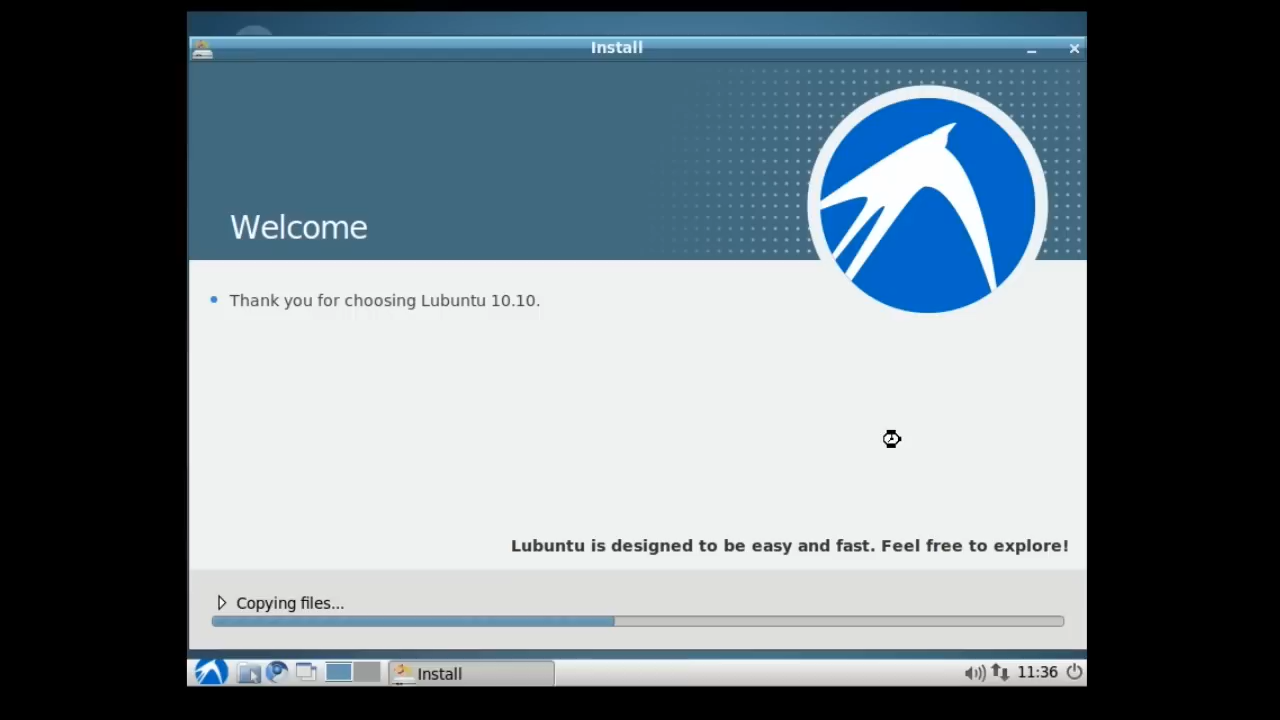 Install
Welcome
Thank you for choosing Lubuntu 10.10.
Lubuntu is designed to be easy and fast. Feel free to explore!
Copying files...
Install
11:36